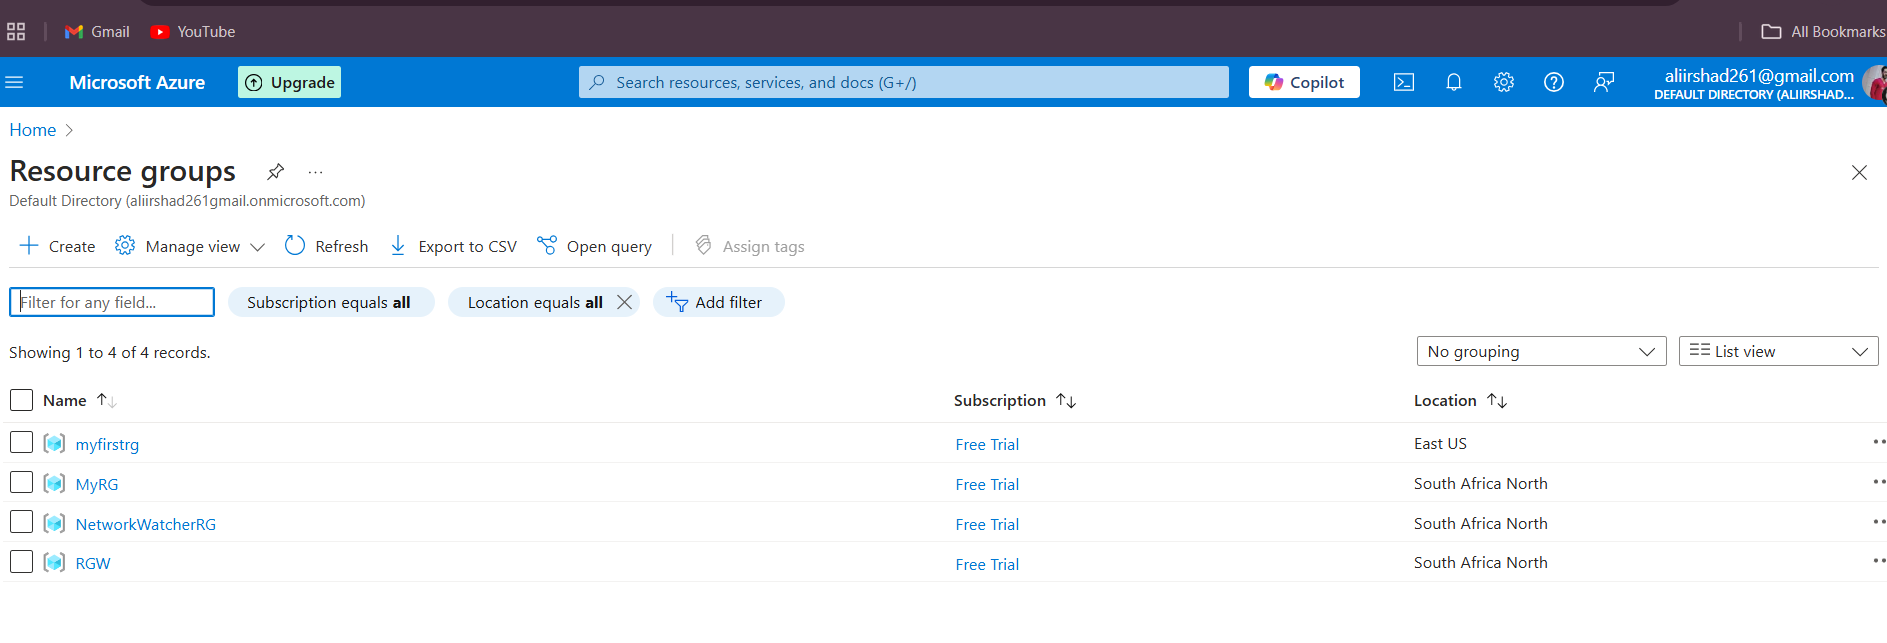 Gmail YouTube All Bookmarks
Microsoft Azure Upgrade Search resources, services, and docs (G+/) Copilot aliirshad261@gmail.com
DEFAULT DIRECTORY (ALIIRSHAD...
Home
Resource groups ...
Default Directory (aliirshad261gmail.onmicrosoft.com)
Create Manage view Refresh Export to CSV Open query Assign tags
Filter for any field... Subscription equals all Location equals all Add filter
Showing 1 to 4 of 4 records. No grouping List view
Name Subscription Location
myfirstrg Free Trial East US
MyRG Free Trial South Africa North
NetworkWatcherRG Free Trial South Africa North
RGW Free Trial South Africa North